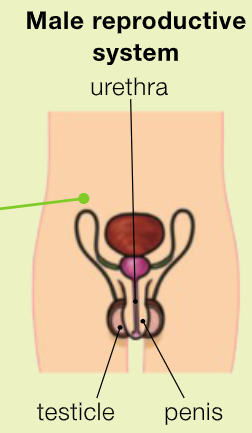 Male reproductive
system
urethra
testicle
penis